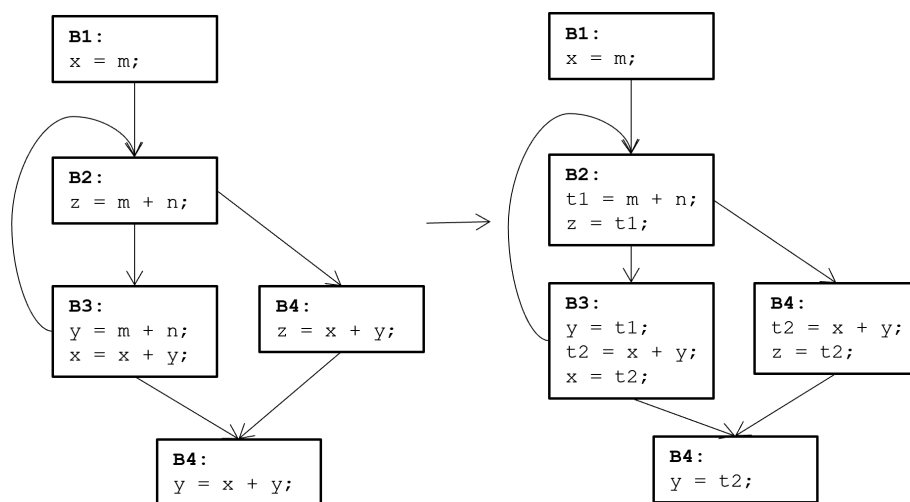 B1:
x = m;
B2:
z = m + n;
B3:
y = m + n;
x = x + y;
B4:
z = x + y;
B4:
y = x + y;
B1:
x = m;
B2:
t1 = m + n;
z = t1;
B3:
y = t1;
t2 = x + y;
x = t2;
B4:
t2 = x + y;
z = t2;
B4:
y = t2;